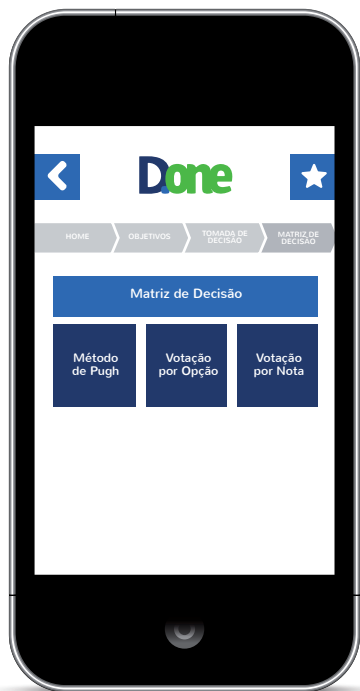 D.one
HOME
OBJETIVOS
TOMADA DE
DECISÃO
MATRIZ DE
DECISÃO
Matriz de Decisão
Método
de Pugh
Votação
por Opção
Votação
por Nota